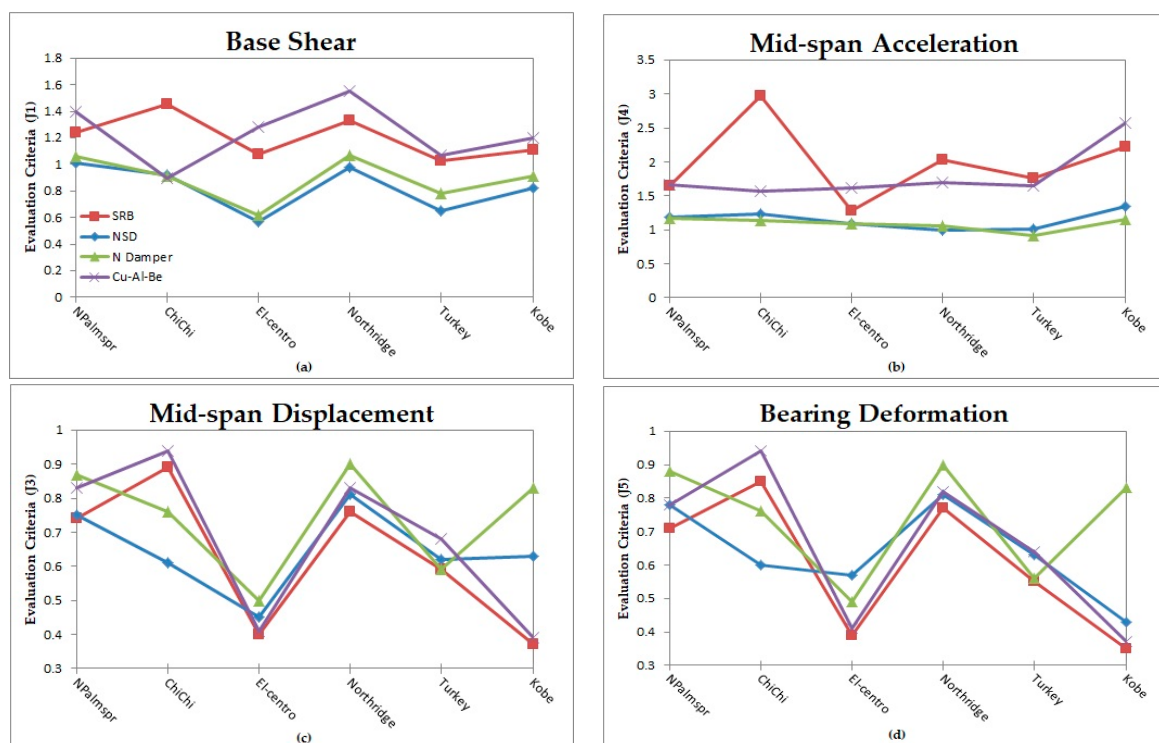 Base Shear
Evaluation Criteria (J1)
1.8
1.6
1.4
1.2
1
0.8
0.6
0.4
0.2
0
SRB
NSD
N Damper
Cu-Al-Be
NPalmspr
ChiChi
El-centro
Northridge
Turkey
Kobe
(a)
Mid-span Acceleration
Evaluation Criteria (J4)
3.5
3
2.5
2
1.5
1
0.5
0
NPalmspr
ChiChi
El-centro
Northridge
Turkey
Kobe
(b)
Mid-span Displacement
Evaluation Criteria (J3)
1
0.9
0.8
0.7
0.6
0.5
0.4
0.3
NPalmspr
ChiChi
El-centro
Northridge
Turkey
Kobe
(c)
Bearing Deformation
Evaluation Criteria (J5)
1
0.9
0.8
0.7
0.6
0.5
0.4
0.3
NPalmspr
ChiChi
El-centro
Northridge
Turkey
Kobe
(d)